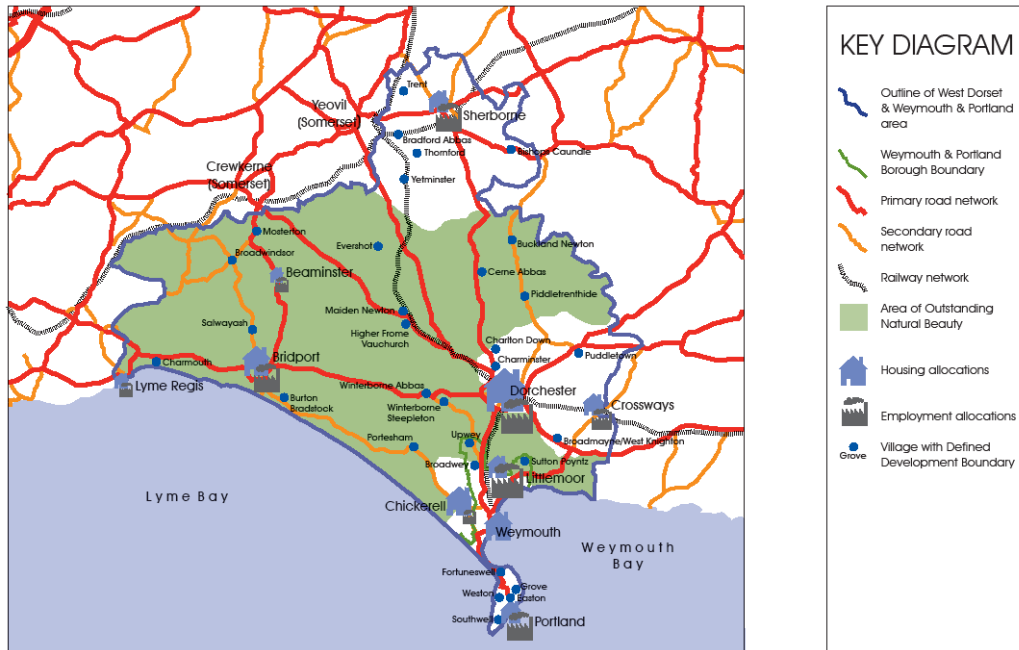 Trent
Yeovil
(Somerset)
Sherborne
Bradford Abbas
Thornford
Bishops Caundle
Yetminster
Crewkerne
(Somerset)
Mosterton
Broadwindsor
Evershot
Buckland Newton
Beaminster
Cerne Abbas
Piddletrenthide
Maiden Newton
Salwayash
Higher Frome
Vauchurch
Charlton Down
Charminster
Puddletown
Bridport
Charmouth
Lyme Regis
Winterborne Abbas
Dorchester
Burton
Bradstock
Winterborne
Steepleton
Crossways
Portesham
Upwey
Broadmayne/West Knighton
Broadwey
Sutton Poyntz
Littlemoor
Lyme Bay
Chickerell
Weymouth
Weymouth
Bay
Fortuneswell
Grove
Weston
Easton
Southwell
Portland
KEY DIAGRAM
Outline of West Dorset
& Weymouth & Portland
area
Weymouth & Portland
Borough Boundary
Primary road network
Secondary road
network
Railway network
Area of Outstanding
Natural Beauty
Housing allocations
Employment allocations
Village with Defined
Development Boundary
Grove